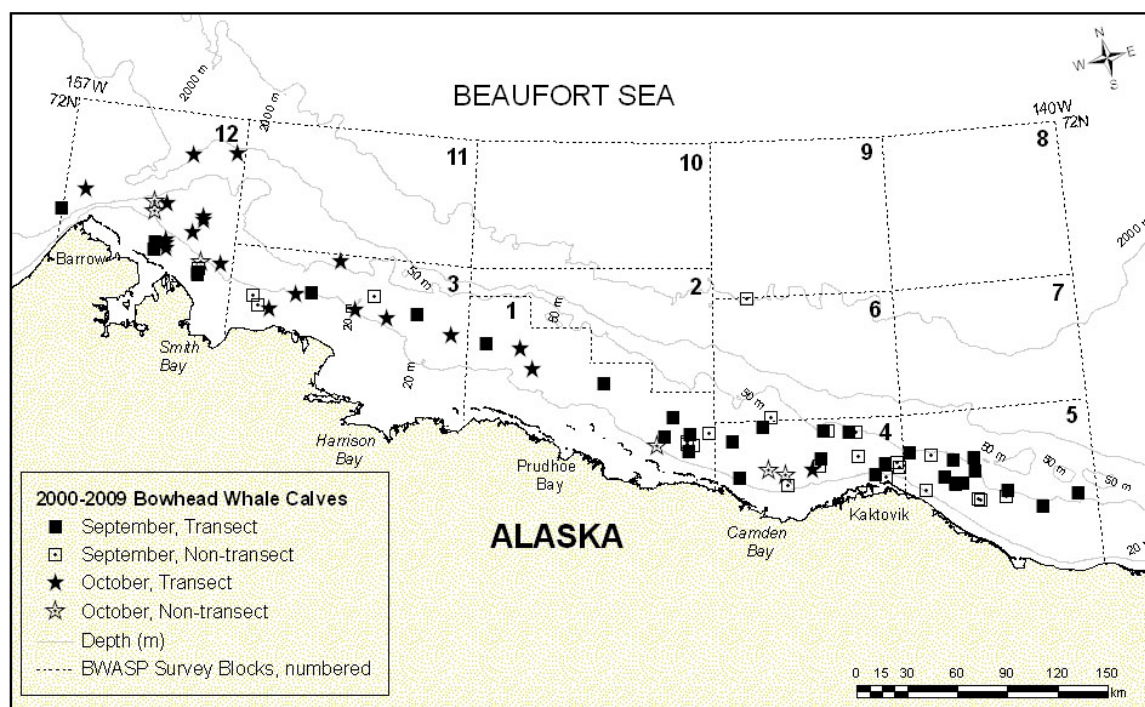 N
W
E
S
157 W
72N
2000 m
2000 m
BEAUFORT SEA
140 W
72N
12
11
10
9
8
2000 m
Barrow
50 m
3
2
7
6
1
50 m
20 m
Smith
Bay
20 m
50 m
5
4
Harrison
Bay
50 m
50 m
50 m
Prudhoe
Bay
Kaktovik
ALASKA
Camden
Bay
20 m
2000-2009 Bowhead Whale Calves
September, Transect
September, Non-transect
October, Transect
October, Non-transect
Depth (m)
BWASP Survey Blocks, numbered
0 15 30 60 90 120 150
km